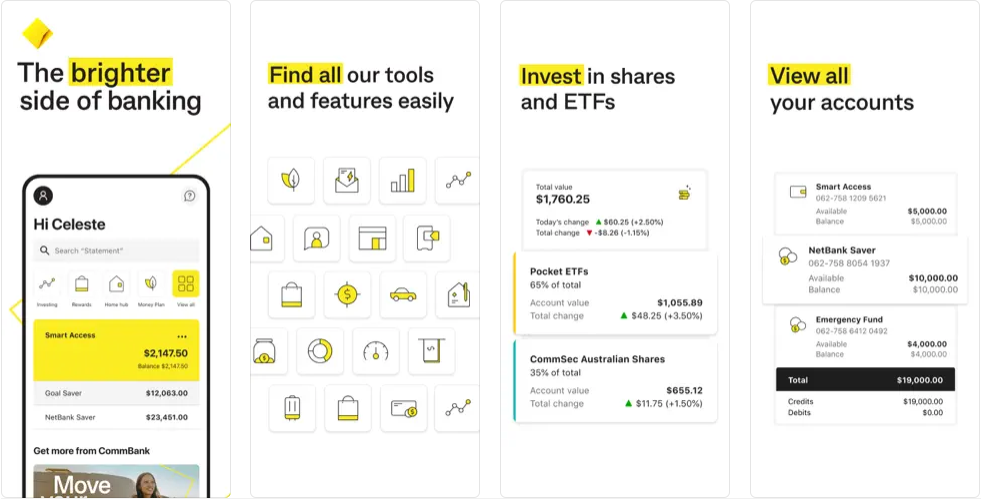 The brighter
side of banking
Hi Celeste
Search “Statement”
Investing
Rewards
Home hub
Money Plan
View all
Smart Access
$2,147.50
Balance $2,147.50
Goal Saver $12,063.00
NetBank Saver $23,451.00
Get more from CommBank
Move
your
Find all our tools
and features easily
Invest in shares
and ETFs
Total value
$1,760.25
Today's change ▲ $60.25 (+2.50%)
Total change ▼ -$8.26 (-1.15%)
Pocket ETFs
65% of total
Account value $1,055.89
Total change ▲ $48.25 (+3.50%)
CommSec Australian Shares
35% of total
Account value $655.12
Total change ▲ $11.75 (+1.50%)
View all
your accounts
Smart Access
062-758 1209 5621
Available $5,000.00
Balance $5,000.00
NetBank Saver
062-758 8054 1937
Available $10,000.00
Balance $10,000.00
Emergency Fund
062-758 6412 0492
Available $4,000.00
Balance $4,000.00
Total $19,000.00
Credits $19,000.00
Debits $0.00